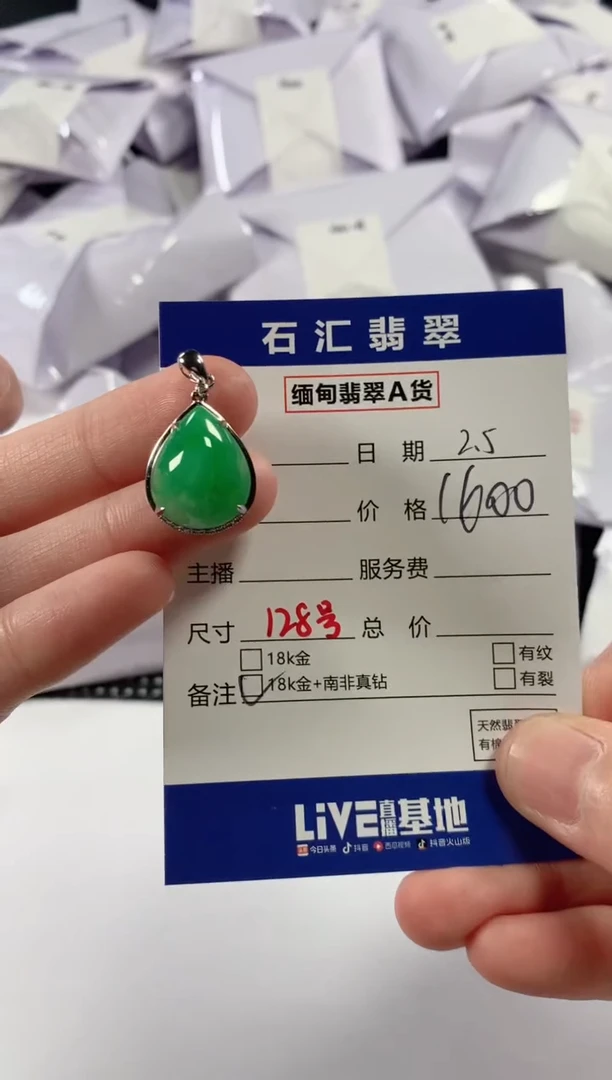 石汇翡翠
缅甸翡翠A货
日 期 2.5
价 格 1600
主播 服务费
尺寸 128号 总 价
18k金 有纹
备注 18k金+南非真钻 有裂
天然翡
有棉
LiVE直播基地
今日头条 抖音 西瓜视频 抖音火山版